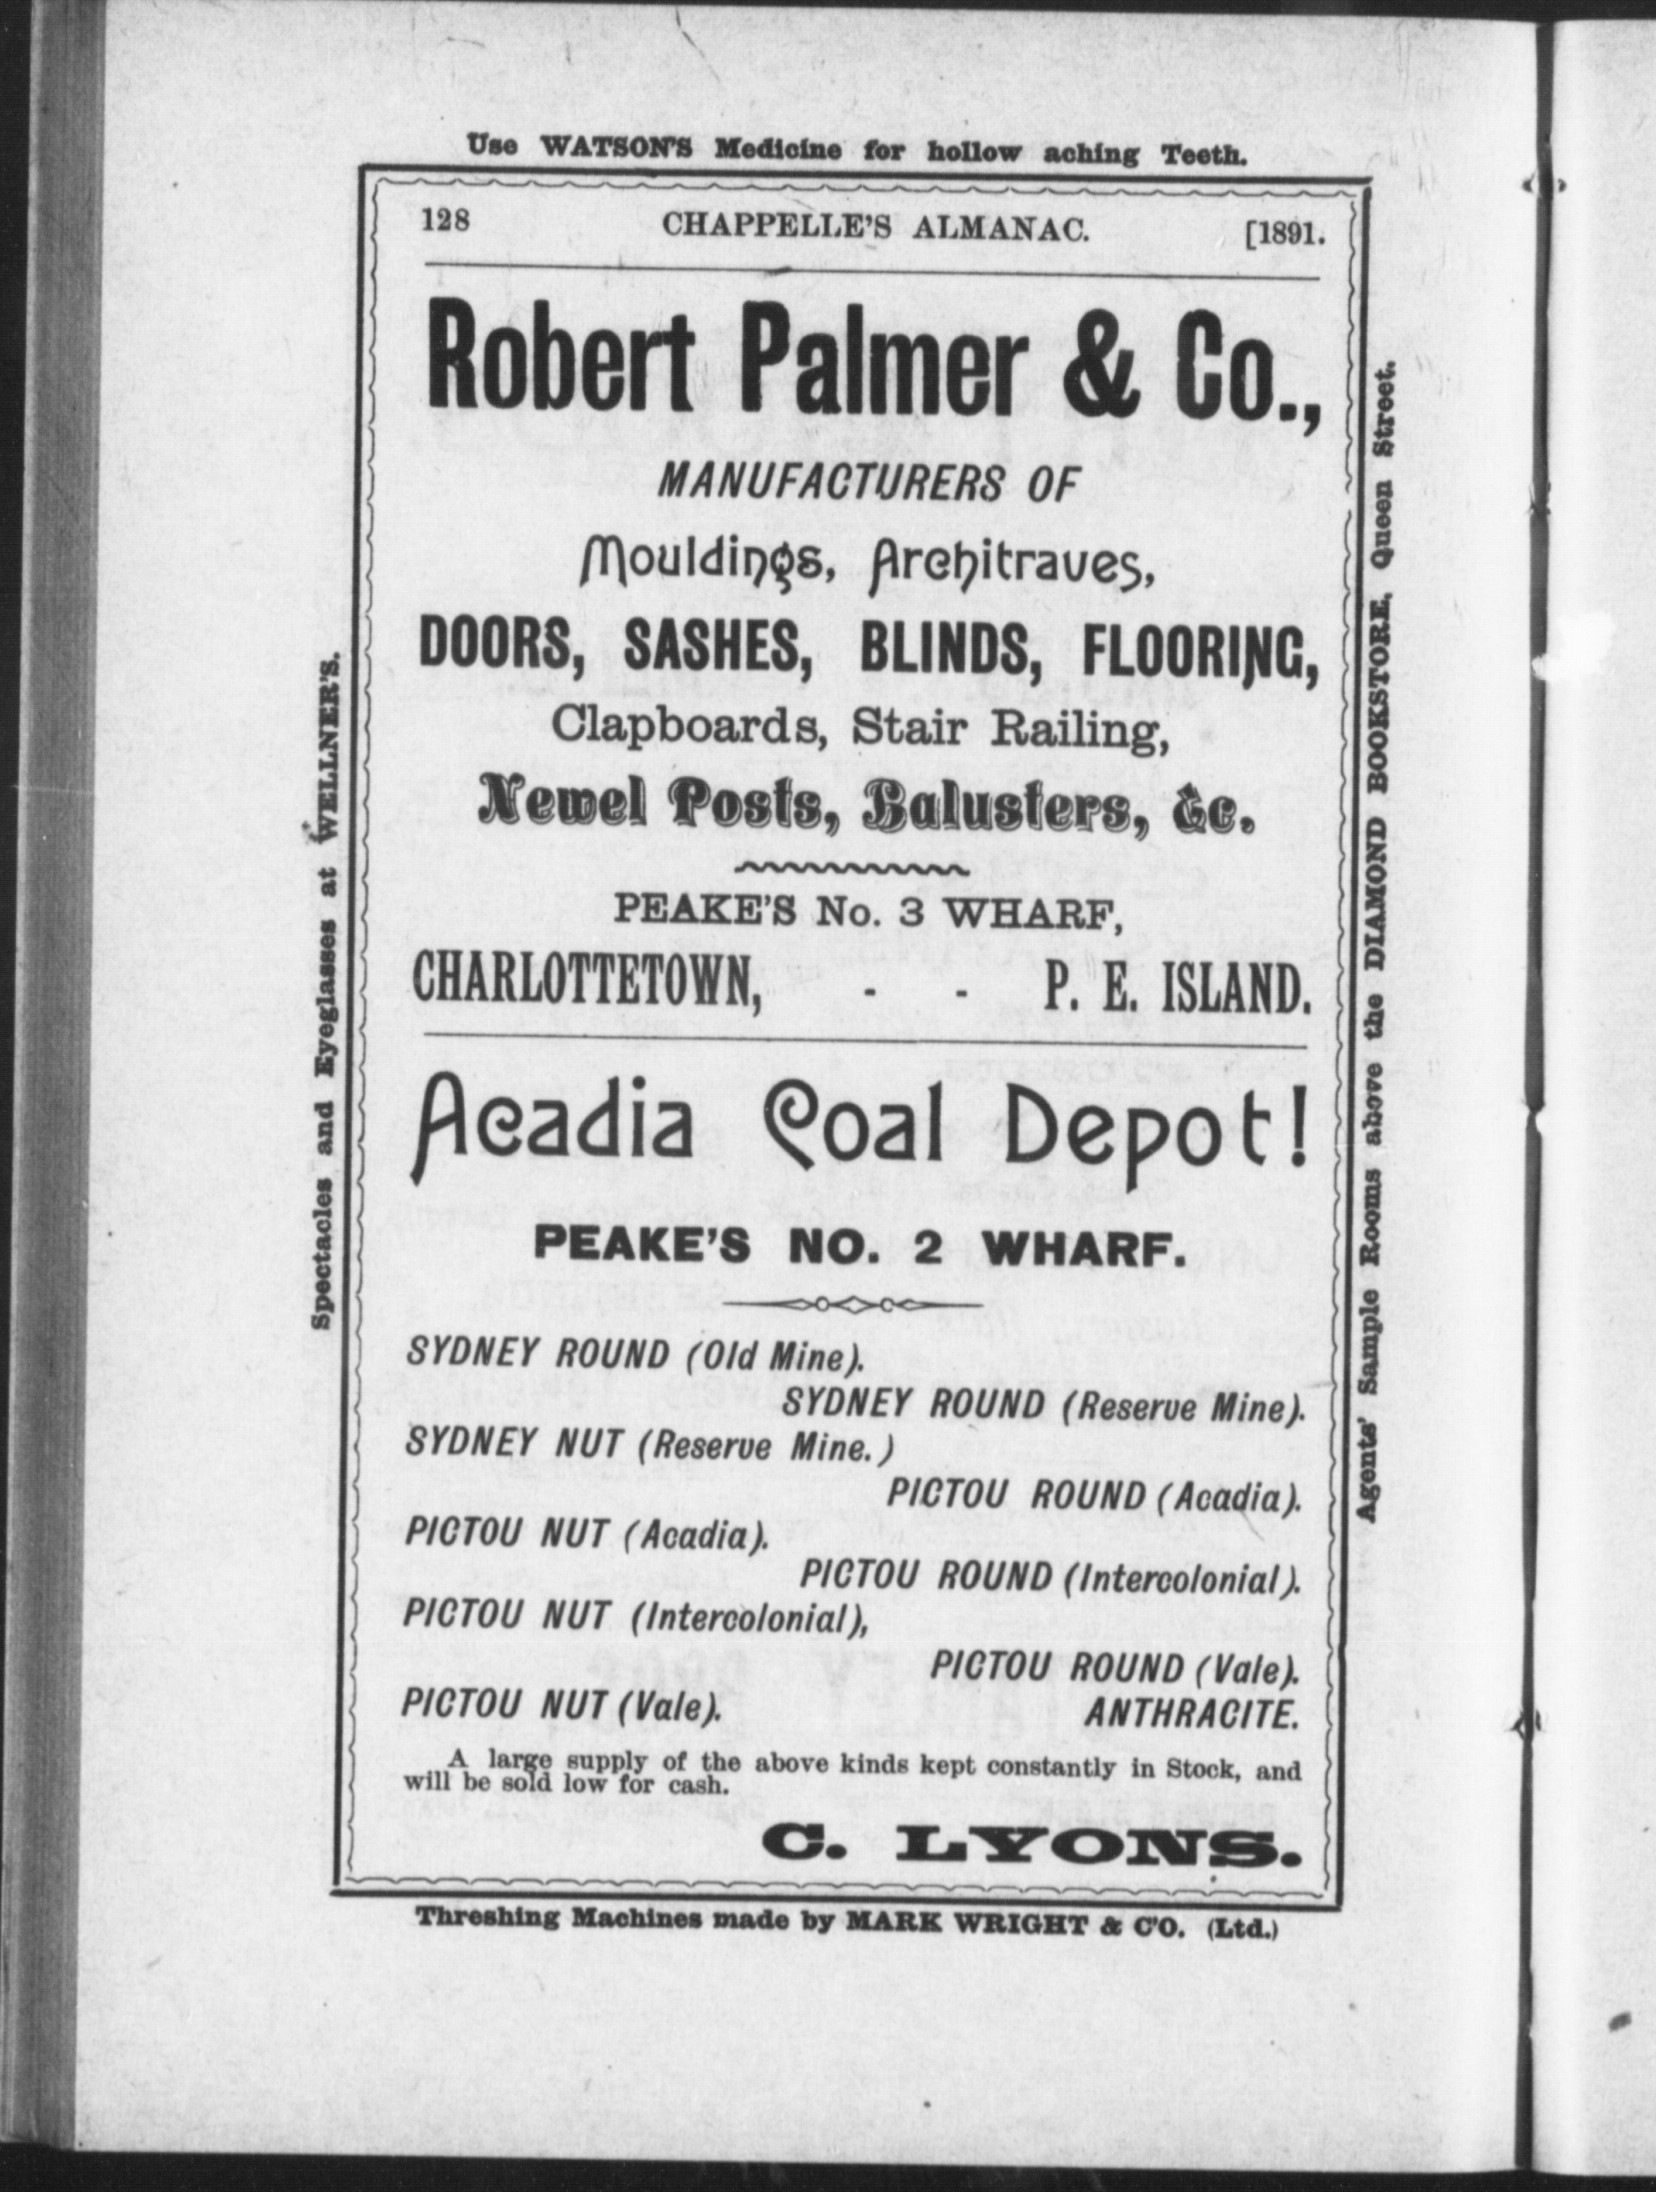 Use WATSON'S Medicine for hollow aching Teeth.
128 CHAPPELLE'S ALMANAC. [1891.
Robert Palmer & Co.,
MANUFACTURERS OF
Mouldings, Architraves,
DOORS, SASHES, BLINDS, FLOORING,
Clapboards, Stair Railing,
Newel Posts, Balusters, &c.
PEAKE'S No. 3 WHARF,
CHARLOTTETOWN, - - P. E. ISLAND.
Acadia Coal Depot!
PEAKE'S NO. 2 WHARF.
SYDNEY ROUND (Old Mine).
SYDNEY ROUND (Reserve Mine).
SYDNEY NUT (Reserve Mine.)
PICTOU ROUND (Acadia).
PICTOU NUT (Acadia).
PICTOU ROUND (Intercolonial).
PICTOU NUT (Intercolonial),
PICTOU ROUND (Vale).
PICTOU NUT (Vale). ANTHRACITE.
A large supply of the above kinds kept constantly in Stock, and
will be sold low for cash.
C. LYONS.
Threshing Machines made by MARK WRIGHT & C'O. (Ltd.)
Spectacles and Eyeglasses at WELLNER'S.
Agents' Sample Rooms above the DIAMOND BOOKSTORE, Queen Street.